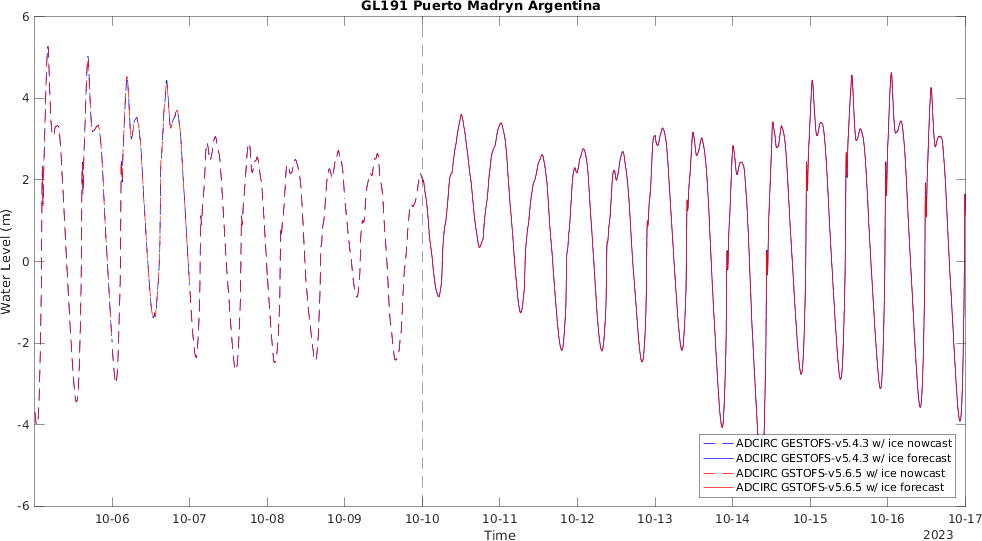 GL191 Puerto Madryn Argentina
Water Level (m)
6
4
2
0
-2
-4
-6
10-06
10-07
10-08
10-09
10-10
10-11
10-12
10-13
10-14
10-15
10-16
10-17
Time
2023
ADCIRC GESTOFS-v5.4.3 w/ ice nowcast
ADCIRC GESTOFS-v5.4.3 w/ ice forecast
ADCIRC GSTOFS-v5.6.5 w/ ice nowcast
ADCIRC GSTOFS-v5.6.5 w/ ice forecast